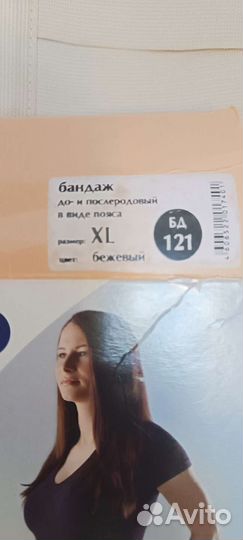 бандаж
до- и послеродовый
в виде пояса
размер: XL
цвет: бежевый
БД
121
Avito